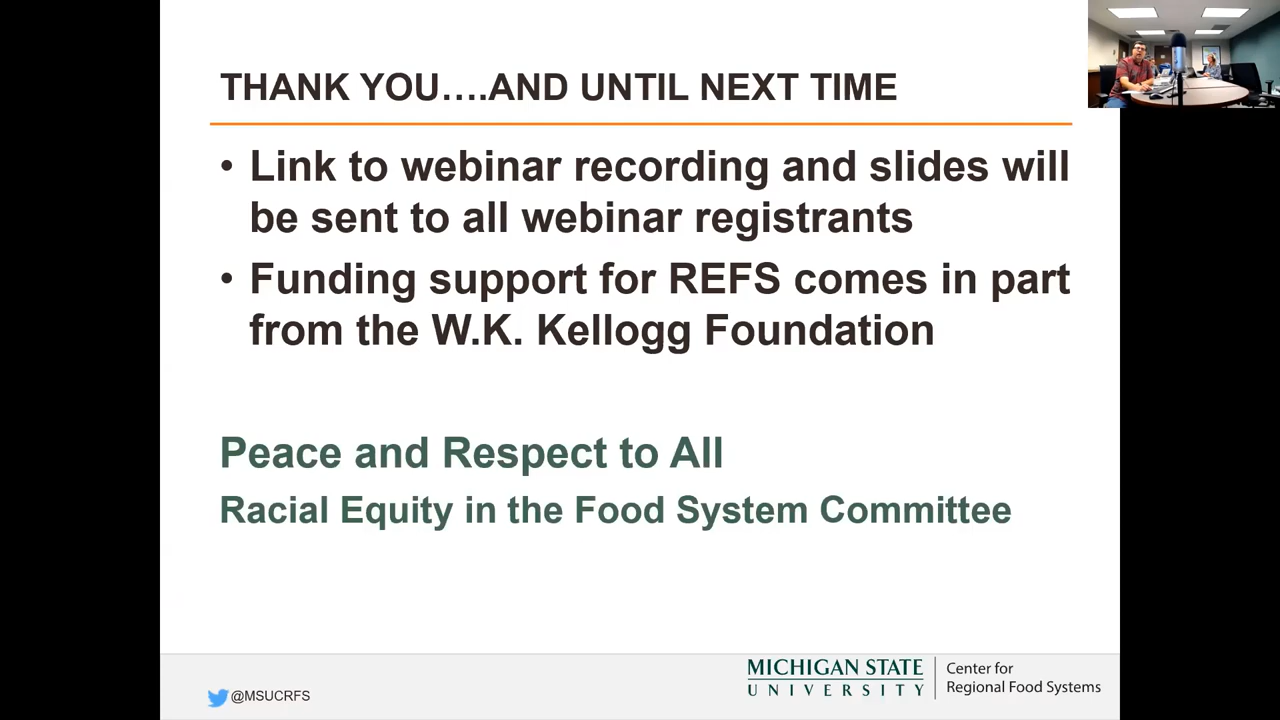 THANK YOU….AND UNTIL NEXT TIME
• Link to webinar recording and slides will
be sent to all webinar registrants
• Funding support for REFS comes in part
from the W.K. Kellogg Foundation
Peace and Respect to All
Racial Equity in the Food System Committee
@MSUCRFS
MICHIGAN STATE
UNIVERSITY
Center for
Regional Food Systems